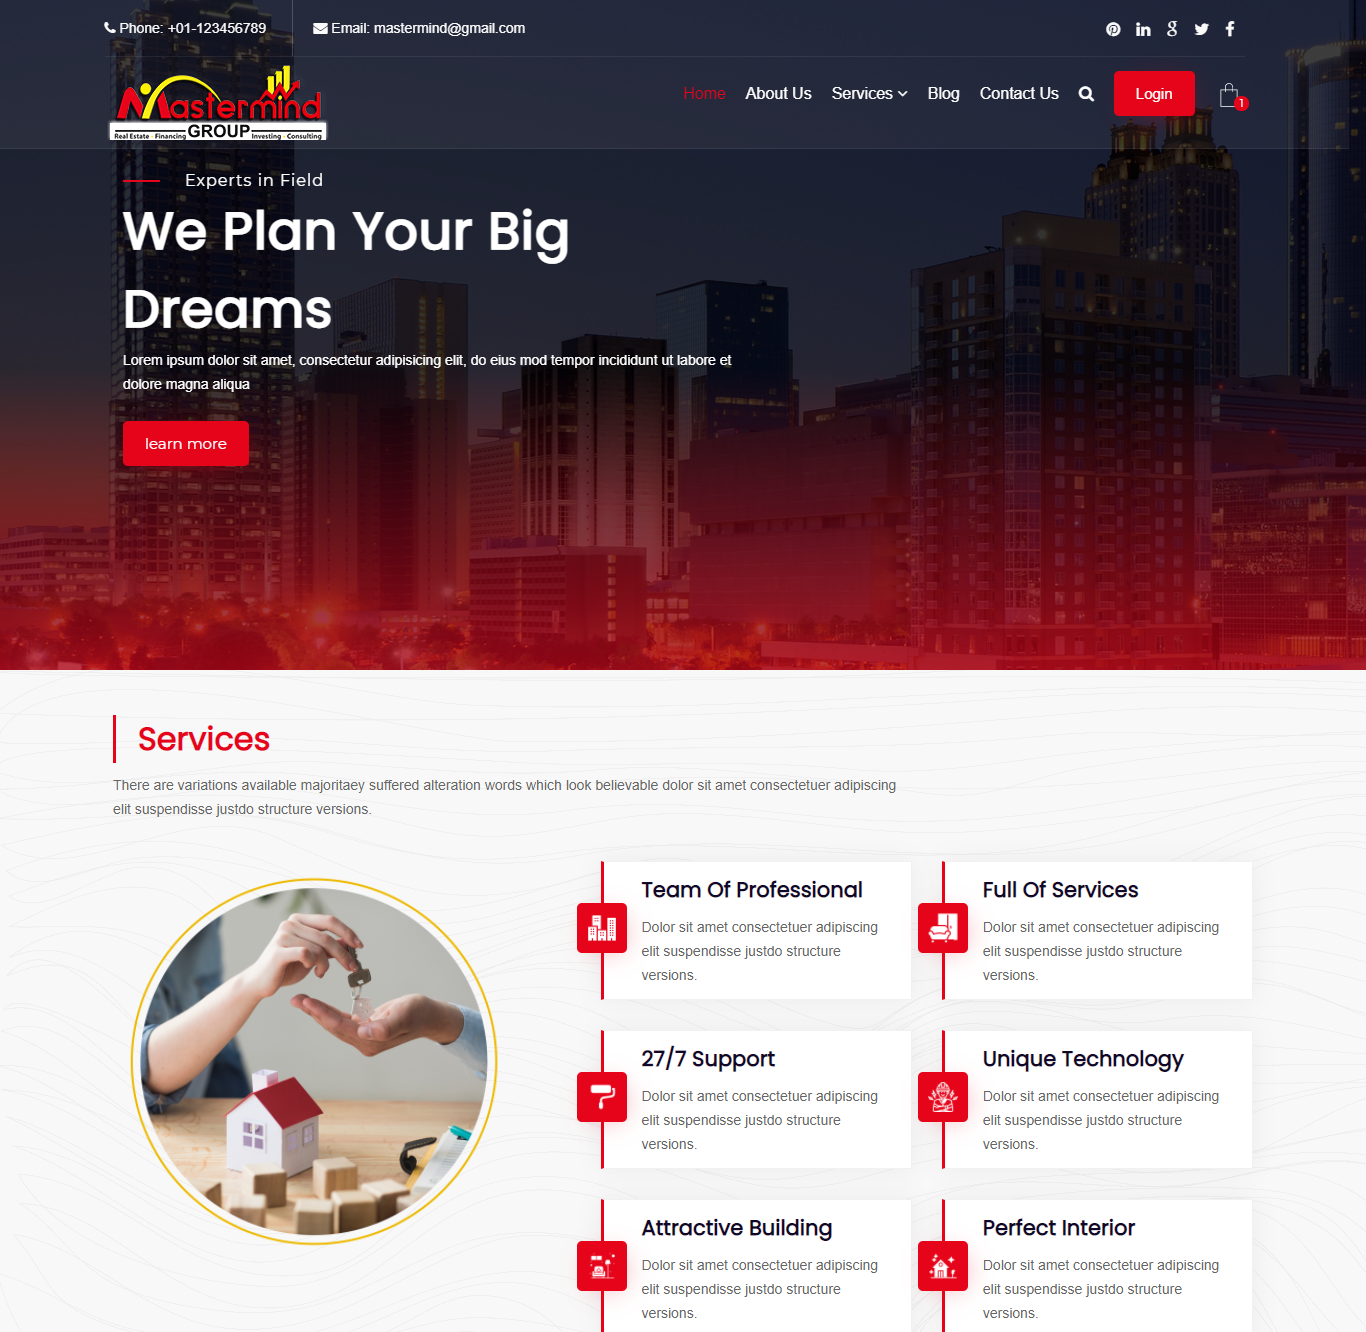 Phone: +01-123456789
Email: mastermind@gmail.com
Mastermind
GROUP
Real Estate - Financing
Investing - Consulting
Home
About Us
Services
Blog
Contact Us
Login
1
Experts in Field
We Plan Your Big
Dreams
Lorem ipsum dolor sit amet, consectetur adipisicing elit, do eius mod tempor incididunt ut labore et
dolore magna aliqua
learn more
Services
There are variations available majoritaey suffered alteration words which look believable dolor sit amet consectetuer adipiscing
elit suspendisse justdo structure versions.
Team Of Professional
Dolor sit amet consectetuer adipiscing
elit suspendisse justdo structure
versions.
Full Of Services
Dolor sit amet consectetuer adipiscing
elit suspendisse justdo structure
versions.
27/7 Support
Dolor sit amet consectetuer adipiscing
elit suspendisse justdo structure
versions.
Unique Technology
Dolor sit amet consectetuer adipiscing
elit suspendisse justdo structure
versions.
Attractive Building
Dolor sit amet consectetuer adipiscing
elit suspendisse justdo structure
versions.
Perfect Interior
Dolor sit amet consectetuer adipiscing
elit suspendisse justdo structure
versions.